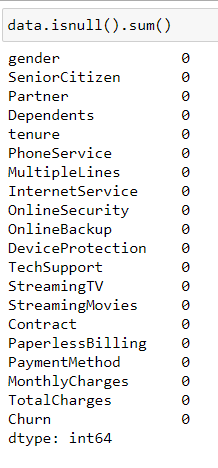 data.isnull().sum()
gender 0
SeniorCitizen 0
Partner 0
Dependents 0
tenure 0
PhoneService 0
MultipleLines 0
InternetService 0
OnlineSecurity 0
OnlineBackup 0
DeviceProtection 0
TechSupport 0
StreamingTV 0
StreamingMovies 0
Contract 0
PaperlessBilling 0
PaymentMethod 0
MonthlyCharges 0
TotalCharges 0
Churn 0
dtype: int64